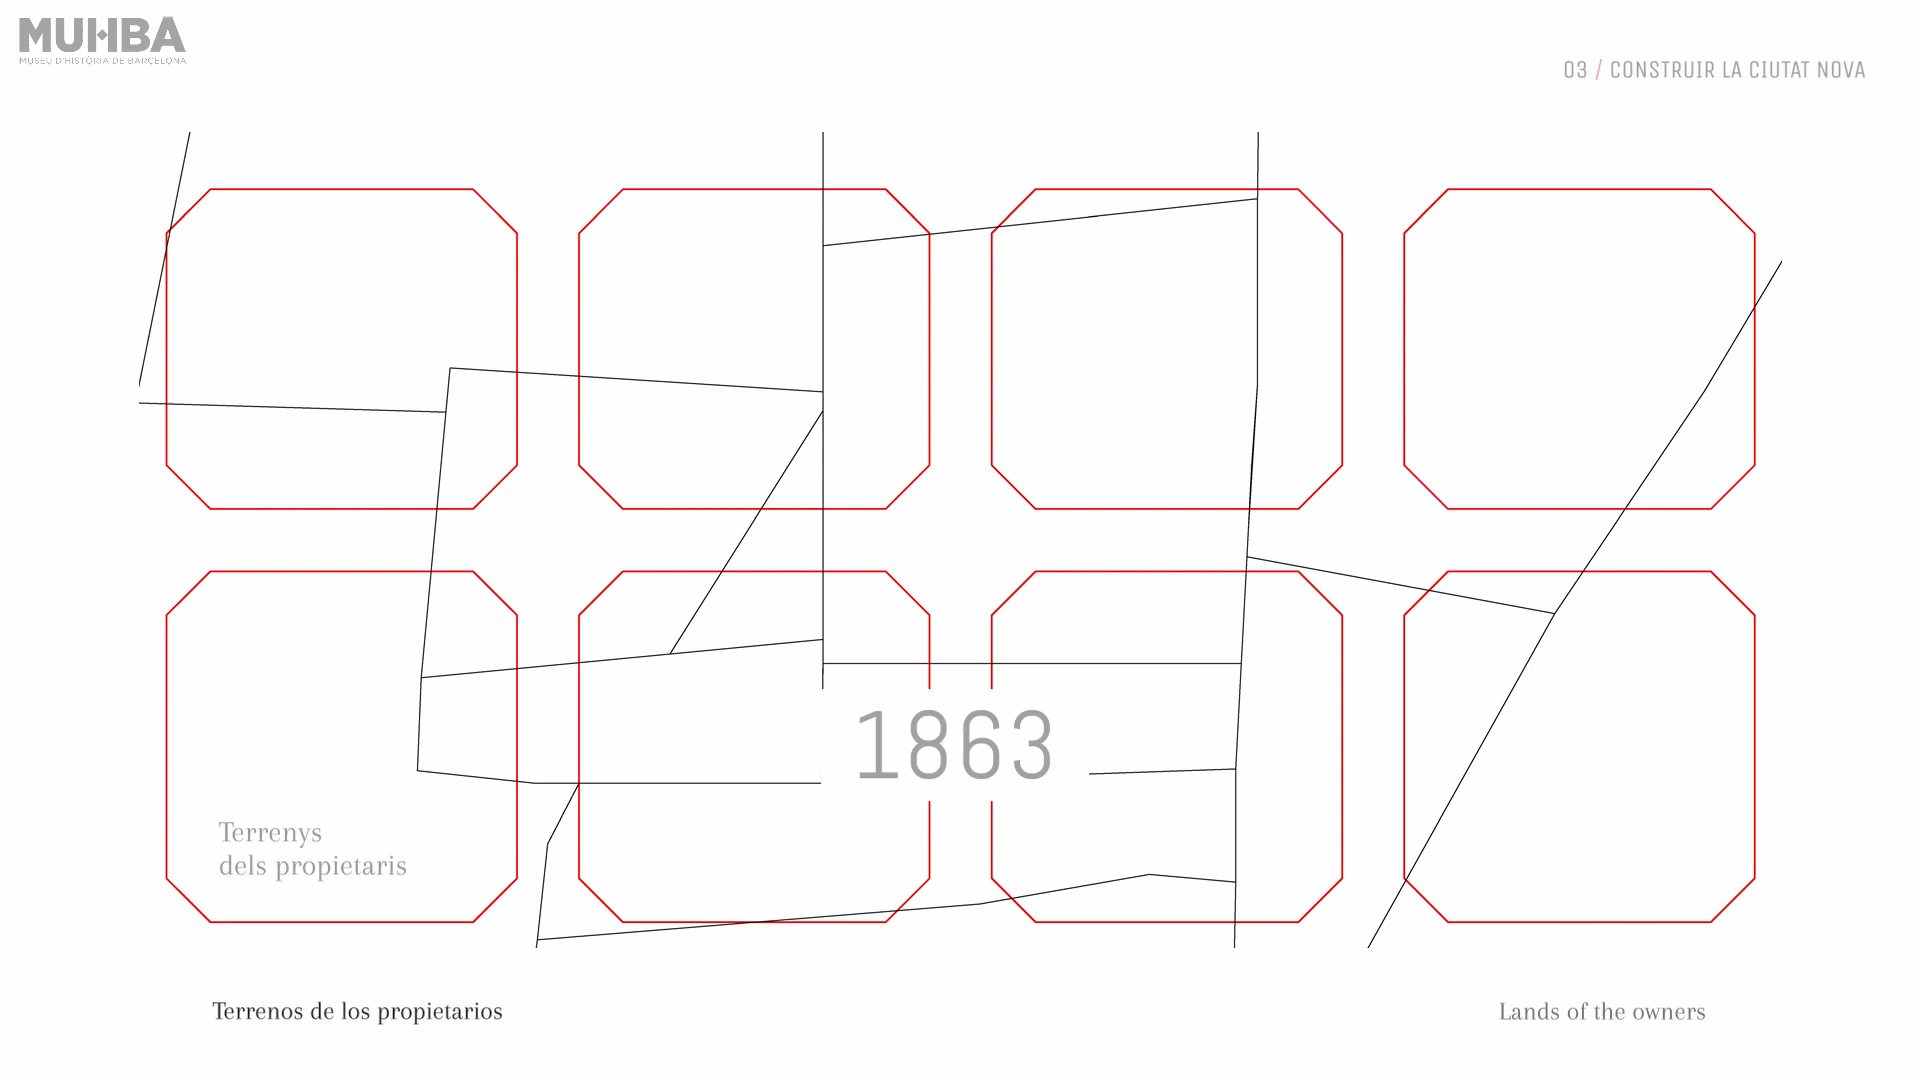 MUHBA
MUSEU D'HISTÒRIA DE BARCELONA
03 / CONSTRUIR LA CIUTAT NOVA
1863
Terrenys
dels propietaris
Terrenos de los propietarios
Lands of the owners